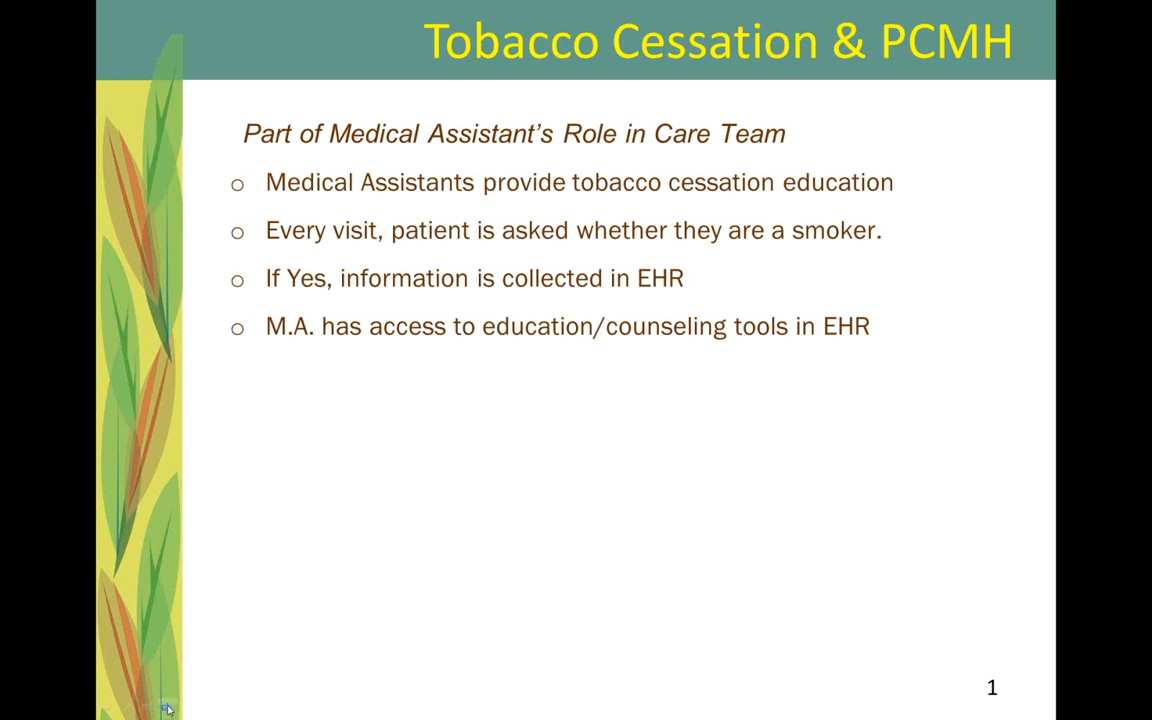 Tobacco Cessation & PCMH
Part of Medical Assistant's Role in Care Team
o Medical Assistants provide tobacco cessation education
o Every visit, patient is asked whether they are a smoker.
o If Yes, information is collected in EHR
o M.A. has access to education/counseling tools in EHR
1